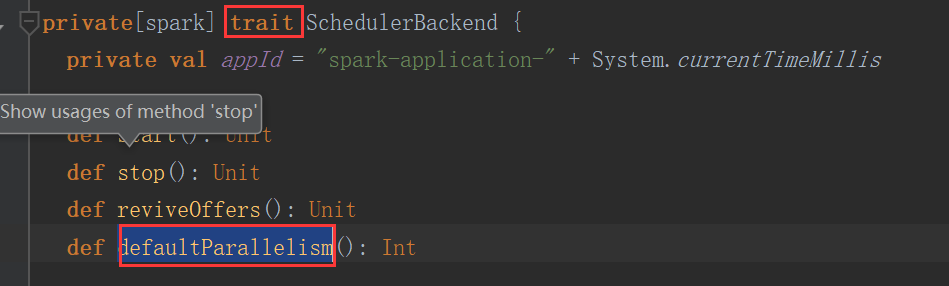 private[spark] trait SchedulerBackend {
private val appId = "spark-application-" + System.currentTimeMillis
Show usages of method 'stop'
def start(): Unit
def stop(): Unit
def reviveOffers(): Unit
def defaultParallelism(): Int